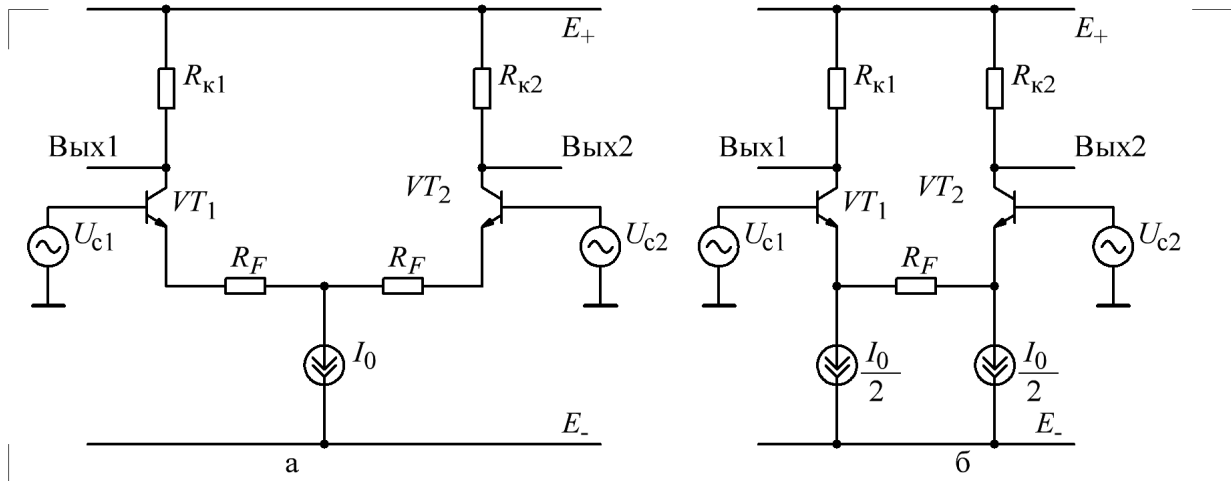 E+ E+
Rк1 Rк2 Rк1 Rк2
Вых1 Вых2 Вых1 Вых2
VT1 VT2 VT1 VT2
Uс1 Uс2 Uс1 Uс2
RF RF RF
I0 I0/2 I0/2
E- E-
а б